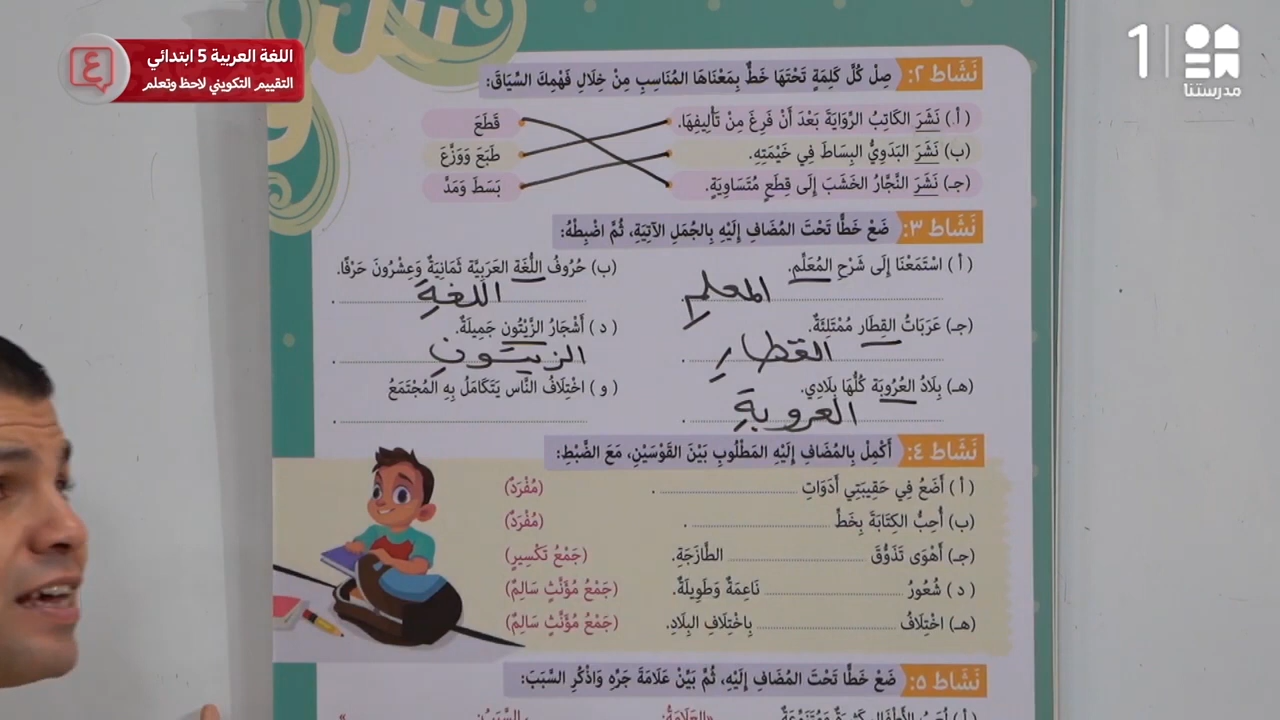 اللغة العربية 5 ابتدائي
التقييم التكويني لاحظ وتعلم
ع
1
مدرستنا
نَشَاط ٢: صِلْ كُلَّ كَلِمَةٍ تَحْتَهَا خَطٌّ بِمَعْنَاهَا المُنَاسِبِ مِنْ خِلَالِ فَهْمِكَ السِّيَاقَ:
( أ.) نَشَرَ الكَاتِبُ الرِّوَايَةَ بَعْدَ أَنْ فَرِغَ مِنْ تَأْلِيفِهَا. قَطَعَ
(ب) نَشَرَ البَدَوِيُّ البِسَاطَ فِي خَيْمَتِهِ. طَبَعَ وَوَزَّعَ
(جـ) نَشَرَ النَّجَّارُ الخَشَبَ إِلَى قِطَعٍ مُتَسَاوِيَةٍ. بَسَطَ وَمَدَّ
نَشَاط ٣: ضَعْ خَطًّا تَحْتَ المُضَافِ إِلَيْهِ بِالجُمَلِ الآتِيَةِ، ثُمَّ اضْبِطْهُ:
( أ ) اسْتَمَعْنَا إِلَى شَرْحِ المُعَلِّم. (ب) حُرُوفُ اللُّغَة العَرَبِيَّة ثَمَانِيَةٌ وَعِشْرُونَ حَرْفًا.
المعلمِ اللغةِ
(جـ) عَرَبَاتُ القِطَار مُمْتَلِئَةٌ. ( د ) أَشْجَارُ الزَّيْتُون جَمِيلَةٌ.
القطارِ الزيتونِ
(هـ) بِلَادُ العُرُوبَة كُلُّهَا بِلَادِي. ( و ) اخْتِلَافُ النَّاس يَتَكَامَلُ بِهِ المُجْتَمَعُ
العروبةِ
نَشَاط ٤: أَكْمِلْ بِالمُضَافِ إِلَيْهِ المَطْلُوبِ بَيْنَ القَوْسَيْنِ، مَعَ الضَّبْطِ:
( أ ) أَضَعُ فِي حَقِيبَتِي أَدَوَاتِ ............ . (مُفْرَدٌ)
(ب) أُحِبُّ الكِتَابَةَ بِخَطِّ ............ . (مُفْرَدٌ)
(جـ) أَهْوَى تَذَوُّقَ ............ الطَّازَجَةِ. (جَمْعُ تَكْسِيرٍ)
( د ) شُعُورُ ............ نَاعِمَةٌ وَطَوِيلَةٌ. (جَمْعُ مُؤَنَّثٍ سَالِمٌ)
(هـ) اخْتِلَافُ ............ بِاخْتِلَافِ البِلَادِ. (جَمْعُ مُؤَنَّثٍ سَالِمٌ)
نَشَاط ٥: ضَعْ خَطًّا تَحْتَ المُضَافِ إِلَيْهِ، ثُمَّ بَيِّنْ عَلَامَةَ جَرِّهِ وَاذْكُرِ السَّبَبَ: